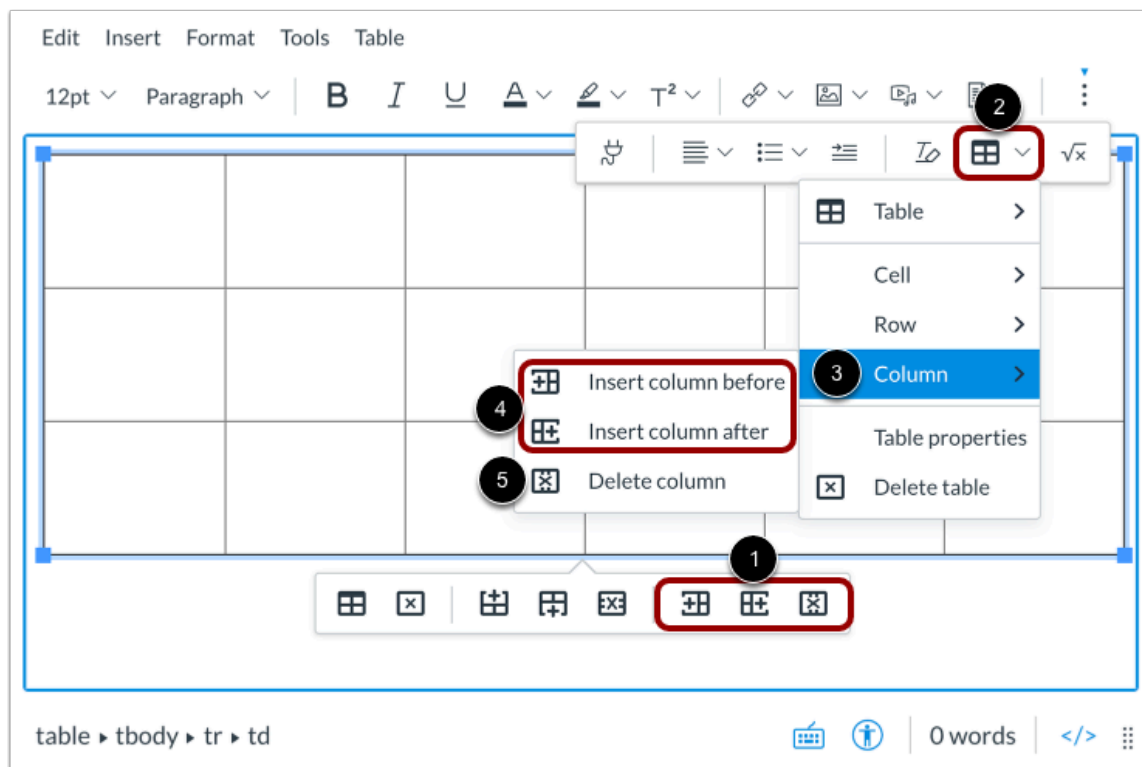 Edit Insert Format Tools Table
12pt Paragraph B I U A T²
2
√x
Table
Cell
Row
3 Column
Insert column before
4
Insert column after
Table properties
5 Delete column
Delete table
1
table ▸ tbody ▸ tr ▸ td 0 words </>